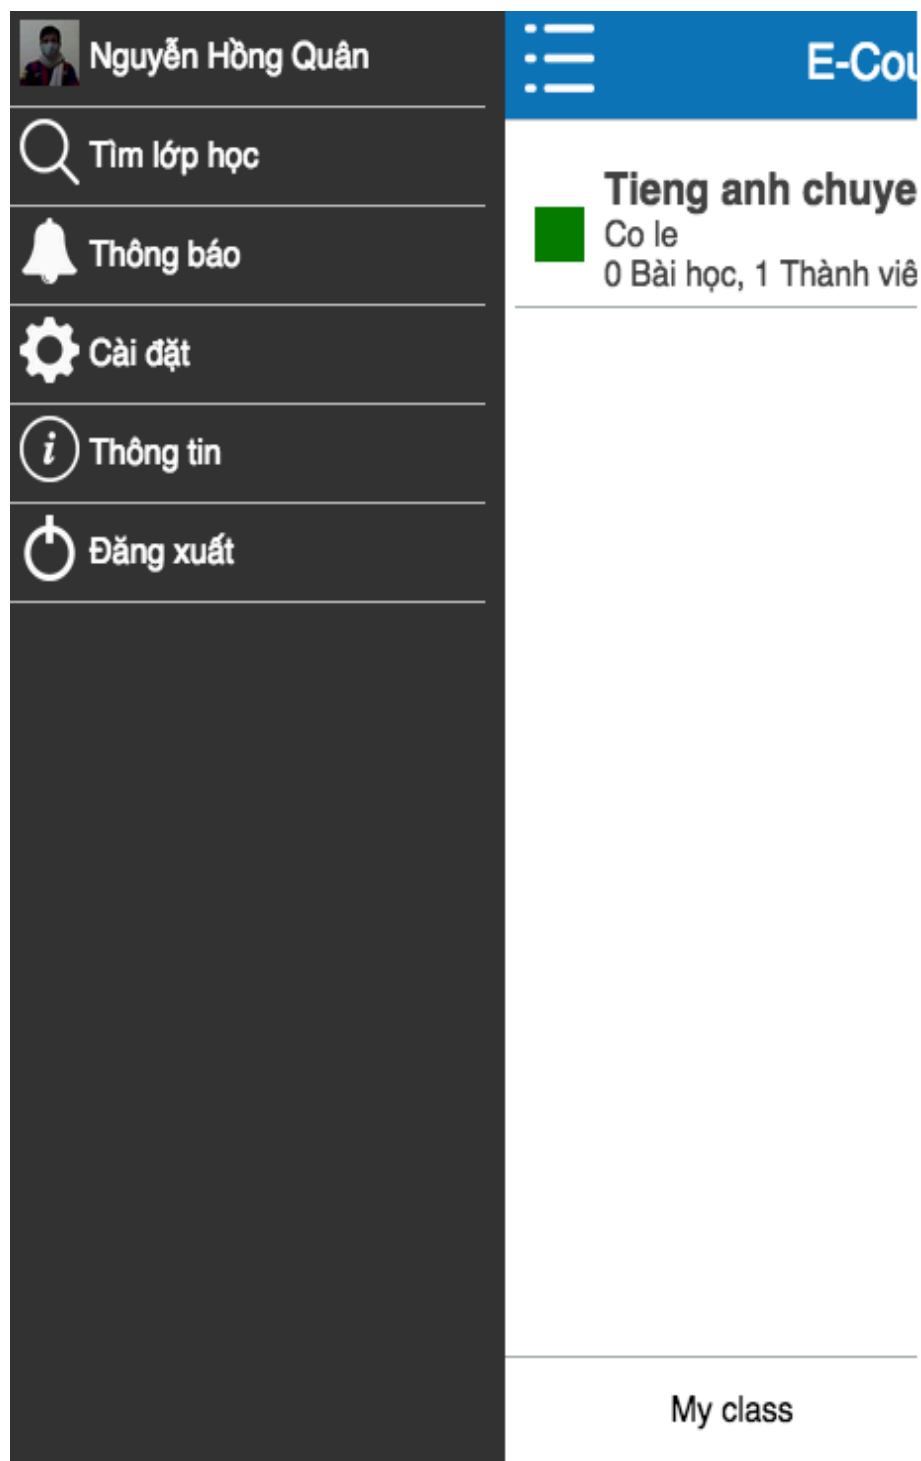 Nguyễn Hồng Quân
Tìm lớp học
Thông báo
Cài đặt
Thông tin
Đăng xuất
E-Cou
Tieng anh chuye
Co le
0 Bài học, 1 Thành viê
My class